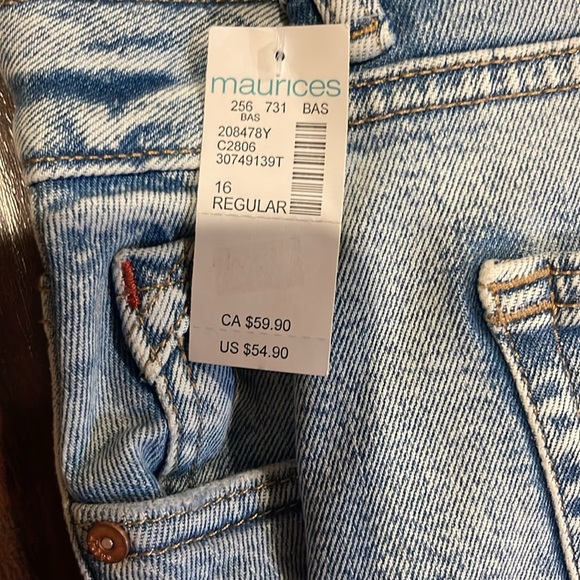 maurices
256 731 BAS
BAS
208478Y
C2806
30749139T
16
REGULAR
CA $59.90
US $54.90